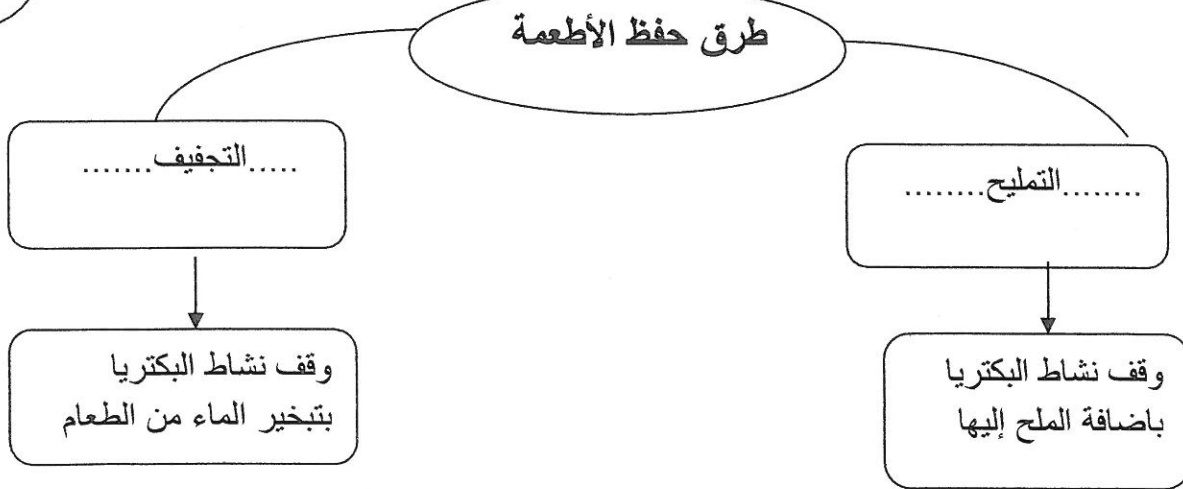 طرق حفظ الأطعمة
........التمليح........
.....التجفيف.......
وقف نشاط البكتريا
باضافة الملح إليها
وقف نشاط البكتريا
بتبخير الماء من الطعام